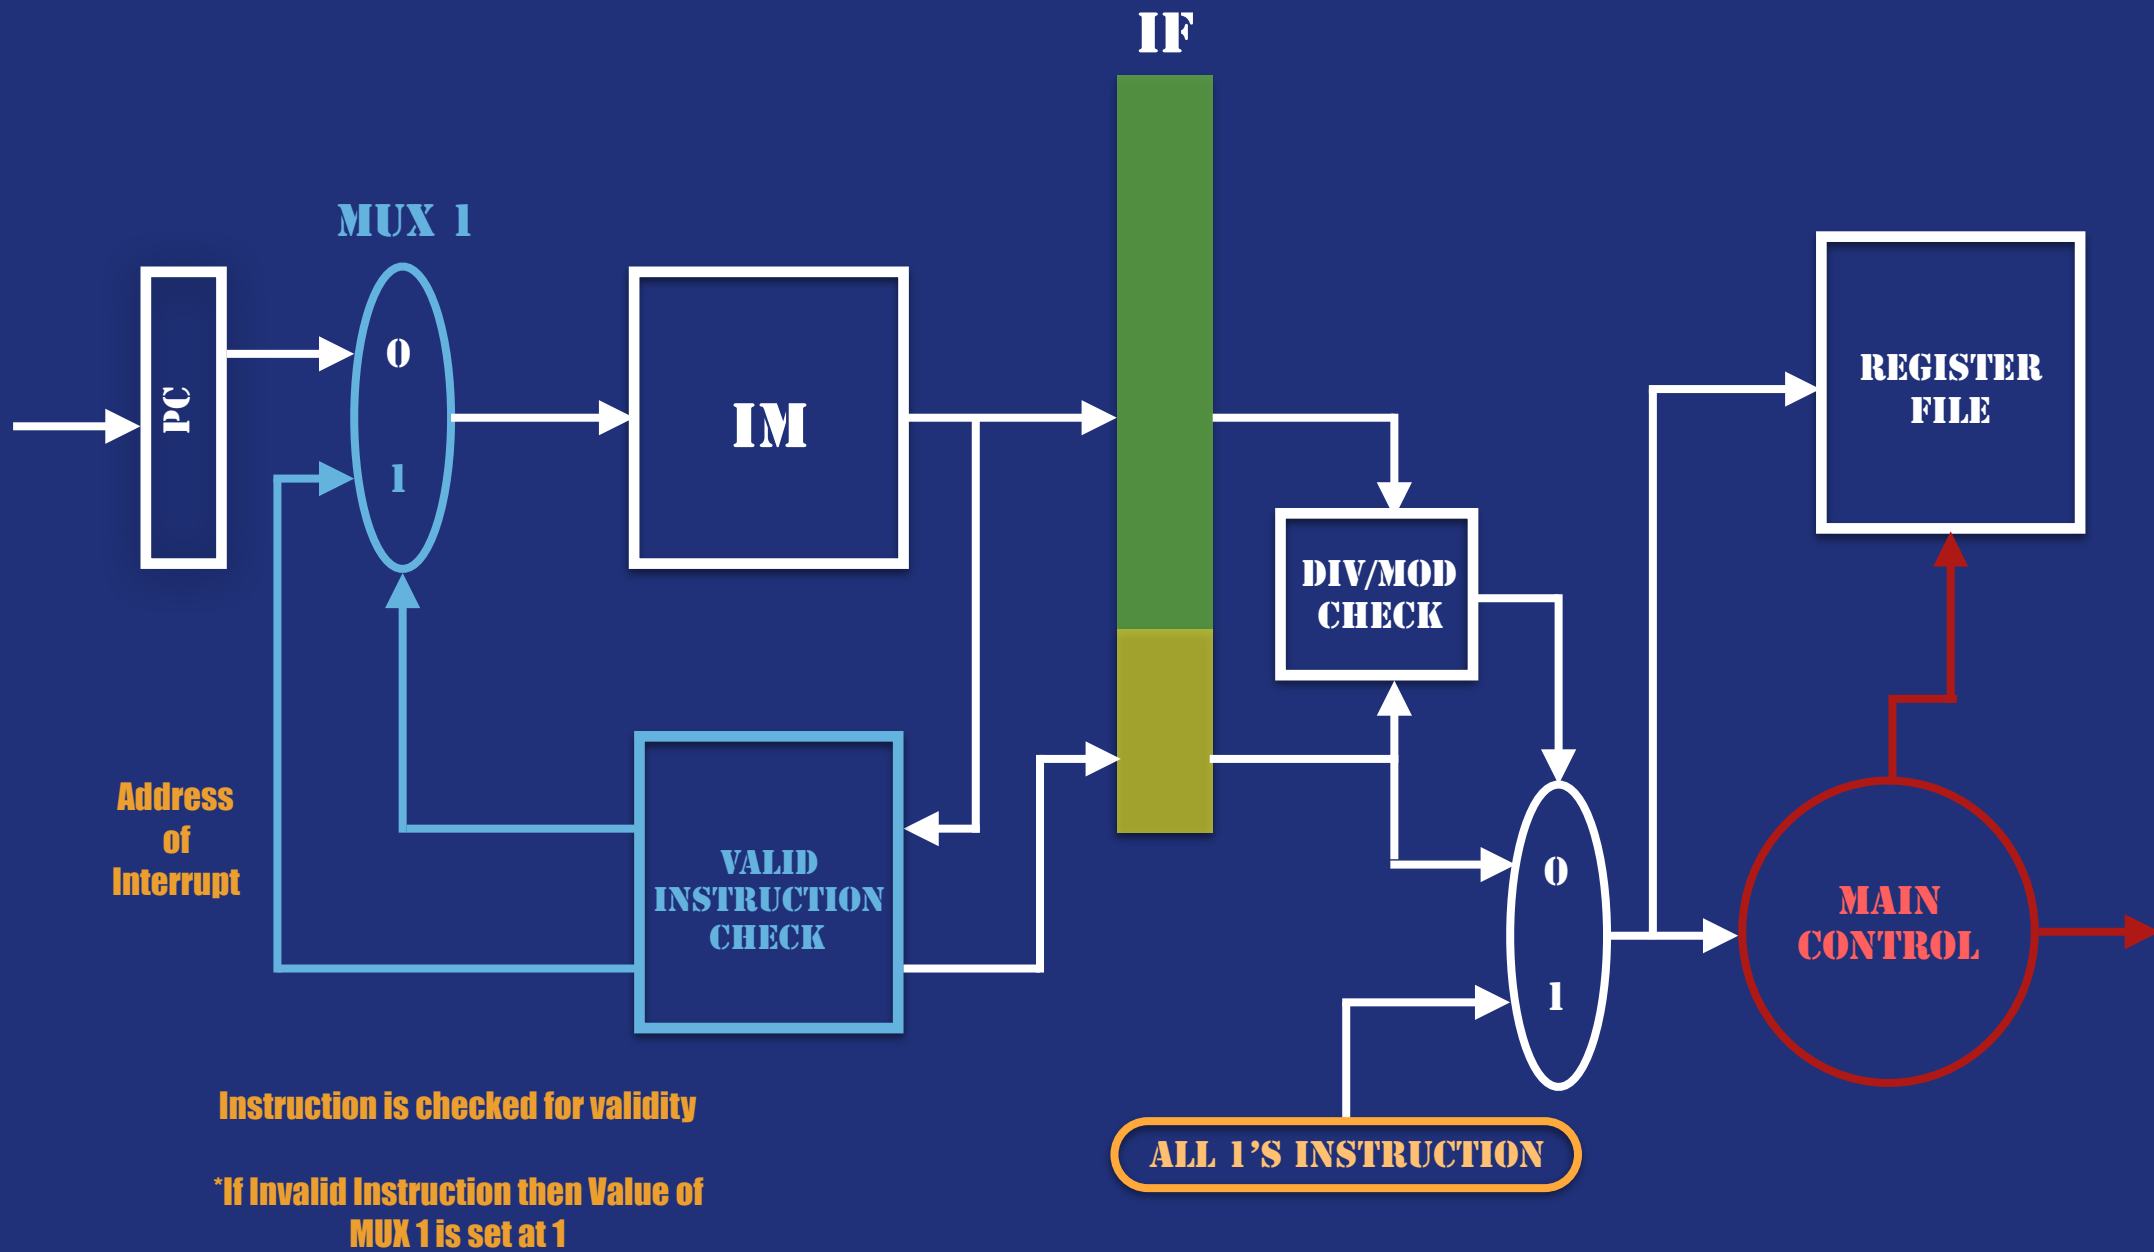 IF
MUX 1
PC
0
1
IM
REGISTER
FILE
DIV/MOD
CHECK
Address
of
Interrupt
VALID
INSTRUCTION
CHECK
0
1
MAIN
CONTROL
Instruction is checked for validity
*If Invalid Instruction then Value of
MUX 1 is set at 1
ALL 1’S INSTRUCTION